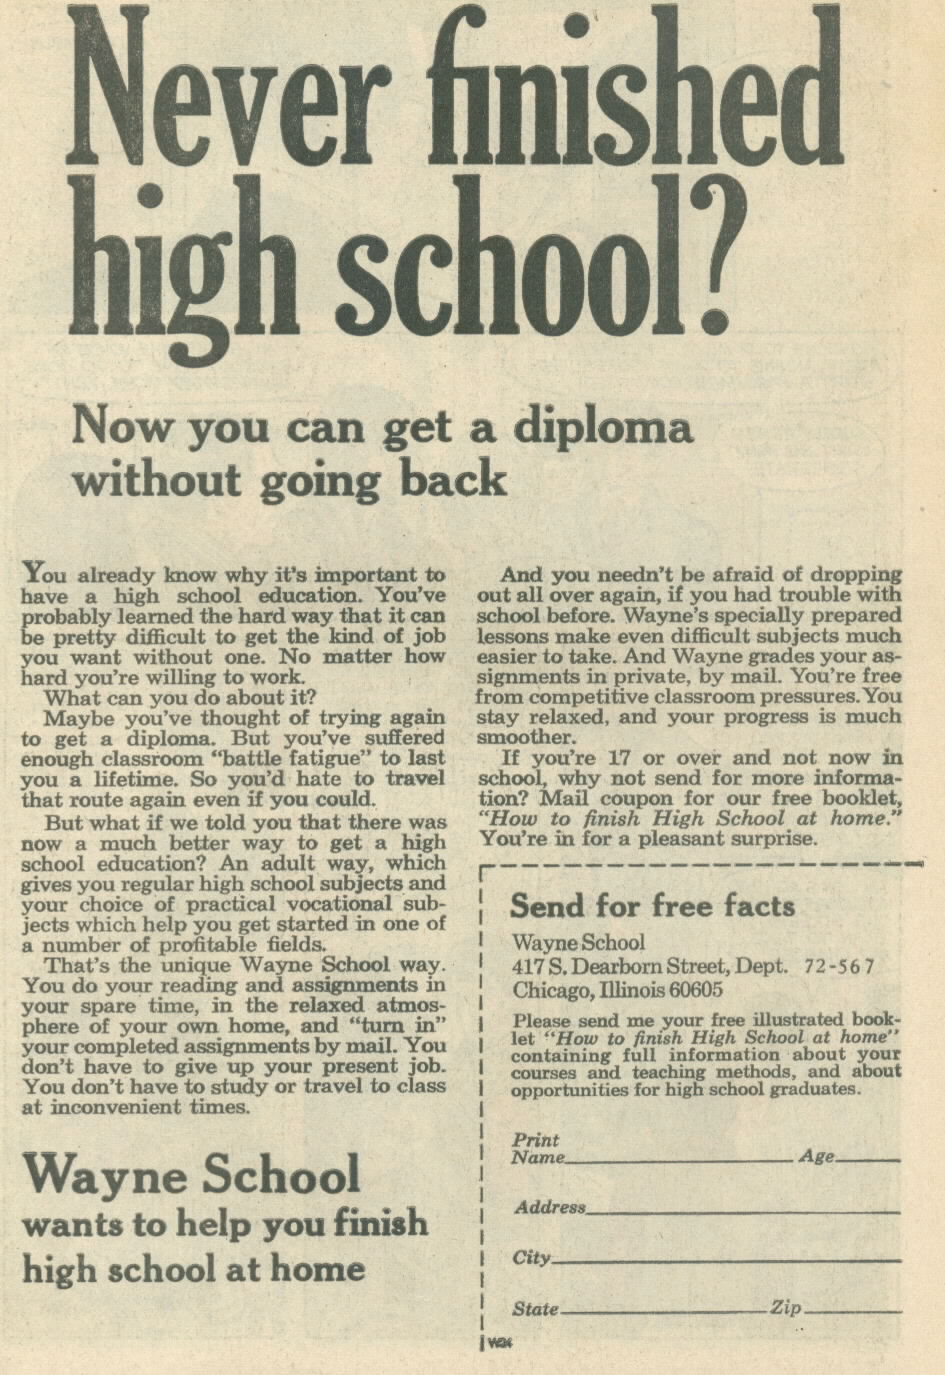 Never finished
high school?
Now you can get a diploma
without going back
You already know why it's important to
have a high school education. You've
probably learned the hard way that it can
be pretty difficult to get the kind of job
you want without one. No matter how
hard you're willing to work.
What can you do about it?
Maybe you've thought of trying again
to get a diploma. But you've suffered
enough classroom "battle fatigue" to last
you a lifetime. So you'd hate to travel
that route again even if you could.
But what if we told you that there was
now a much better way to get a high
school education? An adult way, which
gives you regular high school subjects and
your choice of practical vocational sub-
jects which help you get started in one of
a number of profitable fields.
That's the unique Wayne School way.
You do your reading and assignments in
your spare time, in the relaxed atmos-
phere of your own home, and "turn in"
your completed assignments by mail. You
don't have to give up your present job.
You don't have to study or travel to class
at inconvenient times.
Wayne School
wants to help you finish
high school at home
And you needn't be afraid of dropping
out all over again, if you had trouble with
school before. Wayne's specially prepared
lessons make even difficult subjects much
easier to take. And Wayne grades your as-
signments in private, by mail. You're free
from competitive classroom pressures. You
stay relaxed, and your progress is much
smoother.
If you're 17 or over and not now in
school, why not send for more informa-
tion? Mail coupon for our free booklet,
"How to finish High School at home."
You're in for a pleasant surprise.
Send for free facts
Wayne School
417 S. Dearborn Street, Dept. 72-567
Chicago, Illinois 60605
Please send me your free illustrated book-
let "How to finish High School at home"
containing full information about your
courses and teaching methods, and about
opportunities for high school graduates.
Print
Name Age
Address
City
State Zip